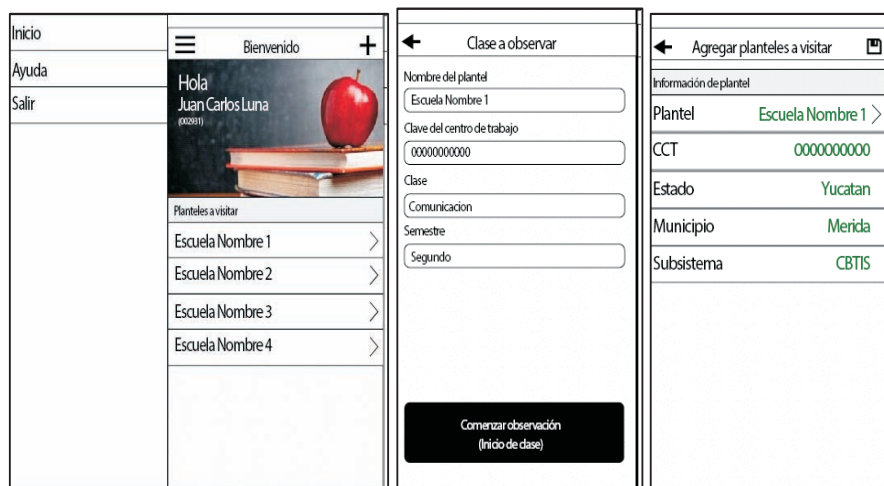 Inicio
Ayuda
Salir
Bienvenido
Hola
Juan Carlos Luna
(002931)
Planteles a visitar
Escuela Nombre 1
Escuela Nombre 2
Escuela Nombre 3
Escuela Nombre 4
Clase a observar
Nombre del plantel
Escuela Nombre 1
Clave del centro de trabajo
00000000000
Clase
Comunicacion
Semestre
Segundo
Comenzar observación
(Inicio de clase)
Agregar planteles a visitar
Información de plantel
Plantel Escuela Nombre 1
CCT 0000000000
Estado Yucatan
Municipio Merida
Subsistema CBTIS